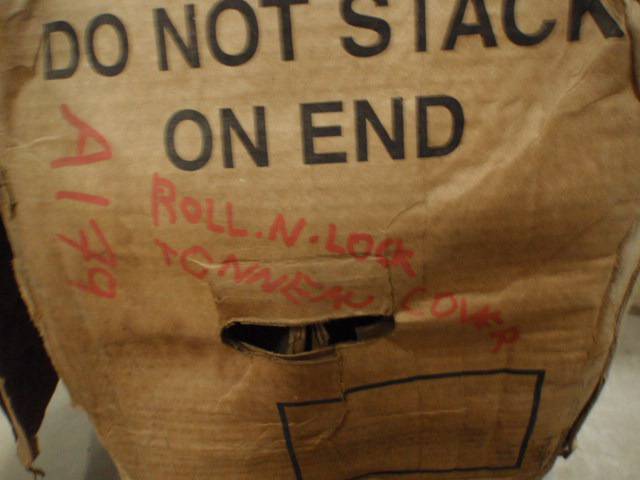 DO NOT STACK
ON END
A179
ROLL.N.LOCK
TONNEAU COVER